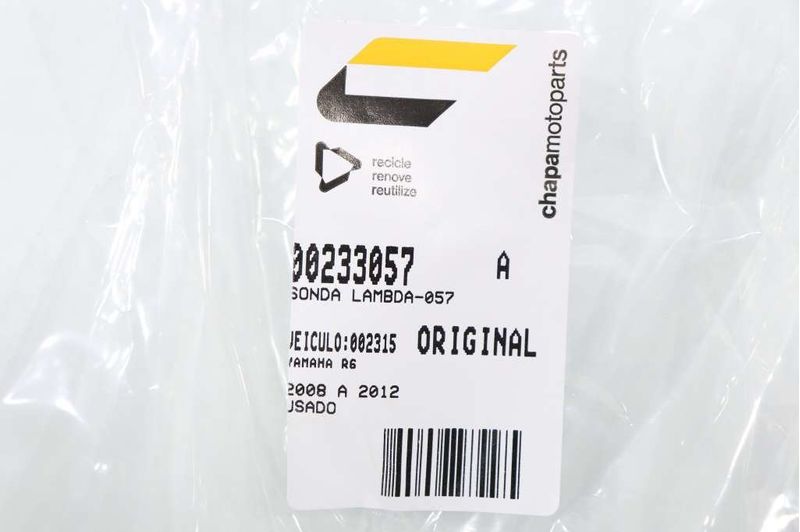 chapamotoparts
recicle
renove
reutilize
00233057 A
SONDA LAMBDA-057
VEICULO:002315 ORIGINAL
YAMAHA R6
2008 A 2012
USADO